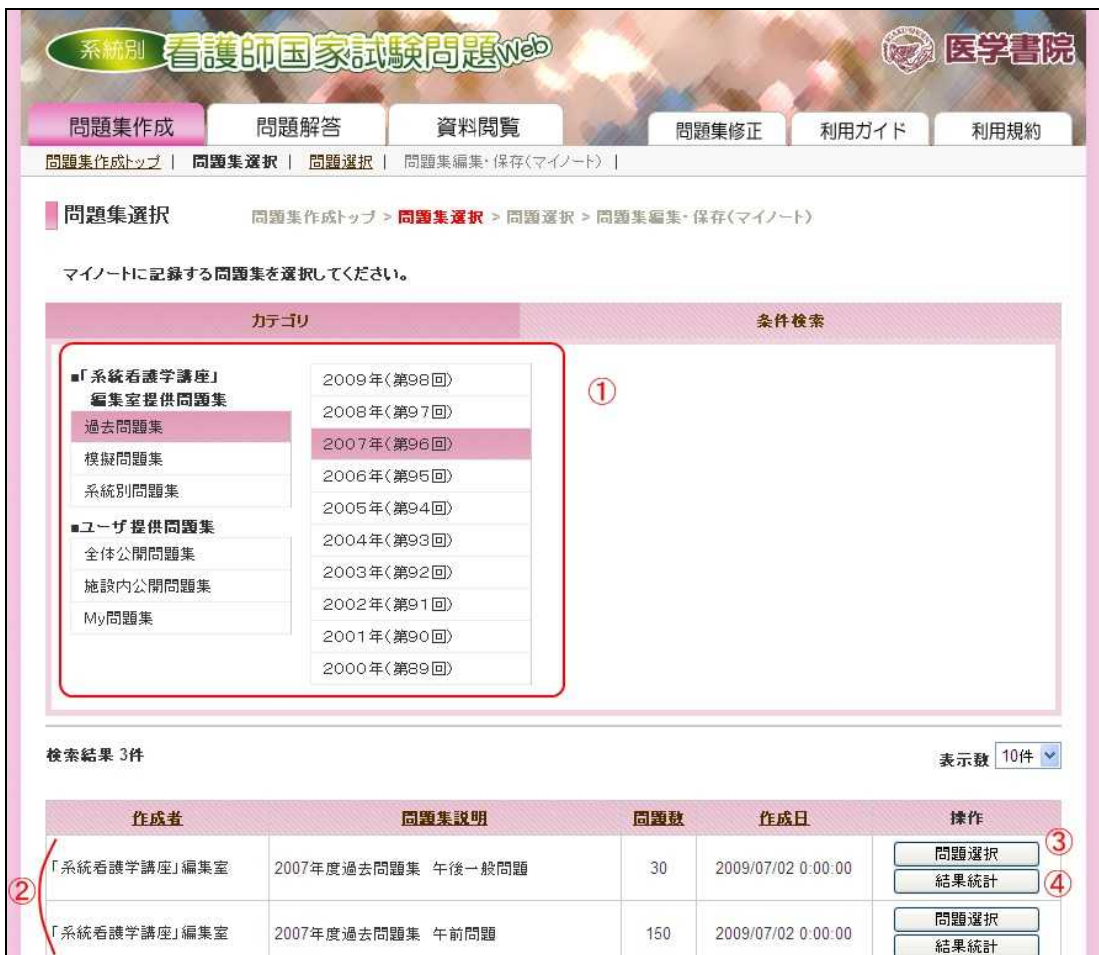 系統別 看護師国家試験問題Web
医学書院
問題集作成 問題解答 資料閲覧 問題集修正 利用ガイド 利用規約
問題集作成トップ | 問題集選択 | 問題選択 | 問題集編集・保存(マイノート) |
問題集選択 問題集作成トップ > 問題集選択 > 問題選択 > 問題集編集・保存(マイノート)
マイノートに記録する問題集を選択してください。
カテゴリ 条件検索
■「系統看護学講座」
編集室提供問題集
過去問題集
模擬問題集
系統別問題集
■ユーザ提供問題集
全体公開問題集
施設内公開問題集
My問題集
2009年(第98回)
2008年(第97回)
2007年(第96回)
2006年(第95回)
2005年(第94回)
2004年(第93回)
2003年(第92回)
2002年(第91回)
2001年(第90回)
2000年(第89回)
①
検索結果 3件
表示数 10件
作成者 問題集説明 問題数 作成日 操作
「系統看護学講座」編集室 2007年度過去問題集 午後一般問題 30 2009/07/02 0:00:00
問題選択 ③
結果統計 ④
②
「系統看護学講座」編集室 2007年度過去問題集 午前問題 150 2009/07/02 0:00:00
問題選択
結果統計